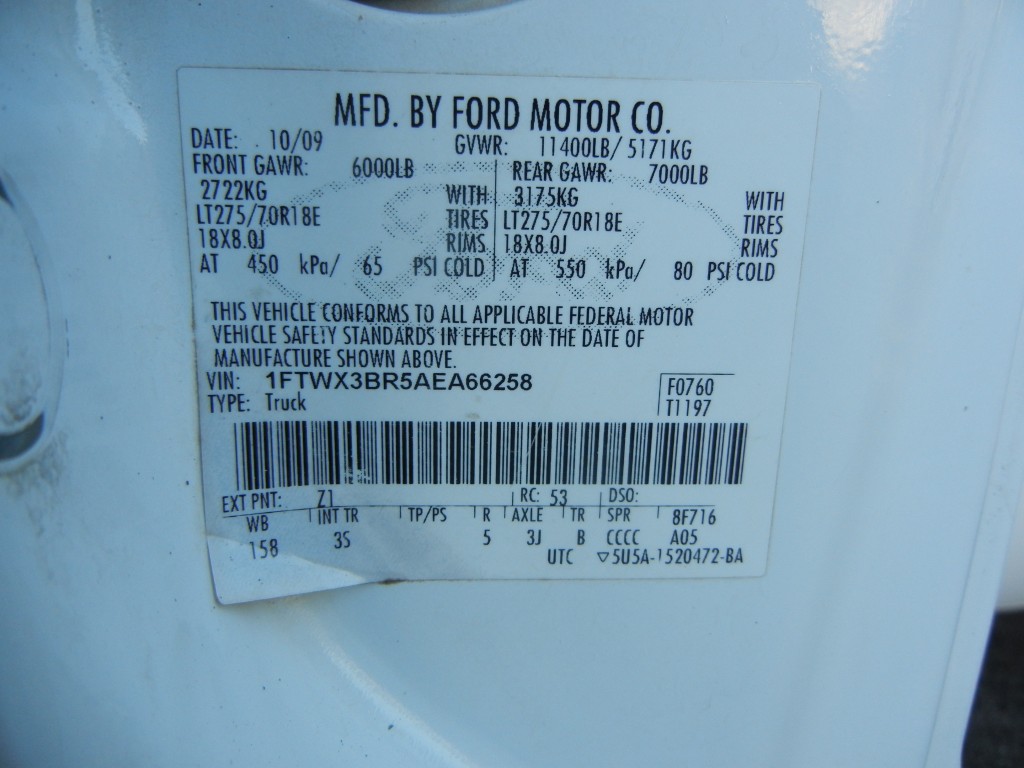 MFD. BY FORD MOTOR CO.
DATE: 10/09 GVWR: 11400LB/ 5171KG
FRONT GAWR: 6000LB REAR GAWR: 7000LB
2722KG WITH 3175KG WITH
LT275/70R18E TIRES LT275/70R18E TIRES
18X8.0J RIMS 18X8.0J RIMS
AT 450 kPa/ 65 PSI COLD AT 550 kPa/ 80 PSI COLD
THIS VEHICLE CONFORMS TO ALL APPLICABLE FEDERAL MOTOR
VEHICLE SAFETY STANDARDS IN EFFECT ON THE DATE OF
MANUFACTURE SHOWN ABOVE.
VIN: 1FTWX3BR5AEA66258 F0760
TYPE: Truck T1197
EXT PNT: Z1 RC: 53 DSO:
WB INT TR TP/PS R AXLE TR SPR 8F716
158 3S 5 3J B CCCC A05
UTC ▽5U5A-1520472-BA